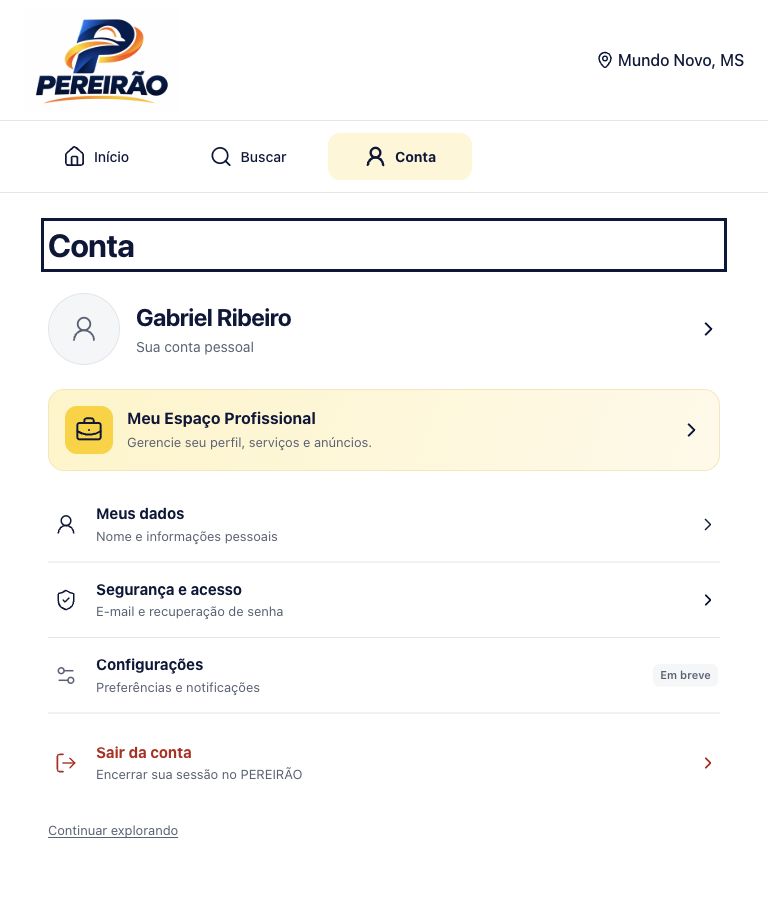 PEREIRÃO
Mundo Novo, MS
Início
Buscar
Conta
Conta
Gabriel Ribeiro
Sua conta pessoal
Meu Espaço Profissional
Gerencie seu perfil, serviços e anúncios.
Meus dados
Nome e informações pessoais
Segurança e acesso
E-mail e recuperação de senha
Configurações
Preferências e notificações
Em breve
Sair da conta
Encerrar sua sessão no PEREIRÃO
Continuar explorando